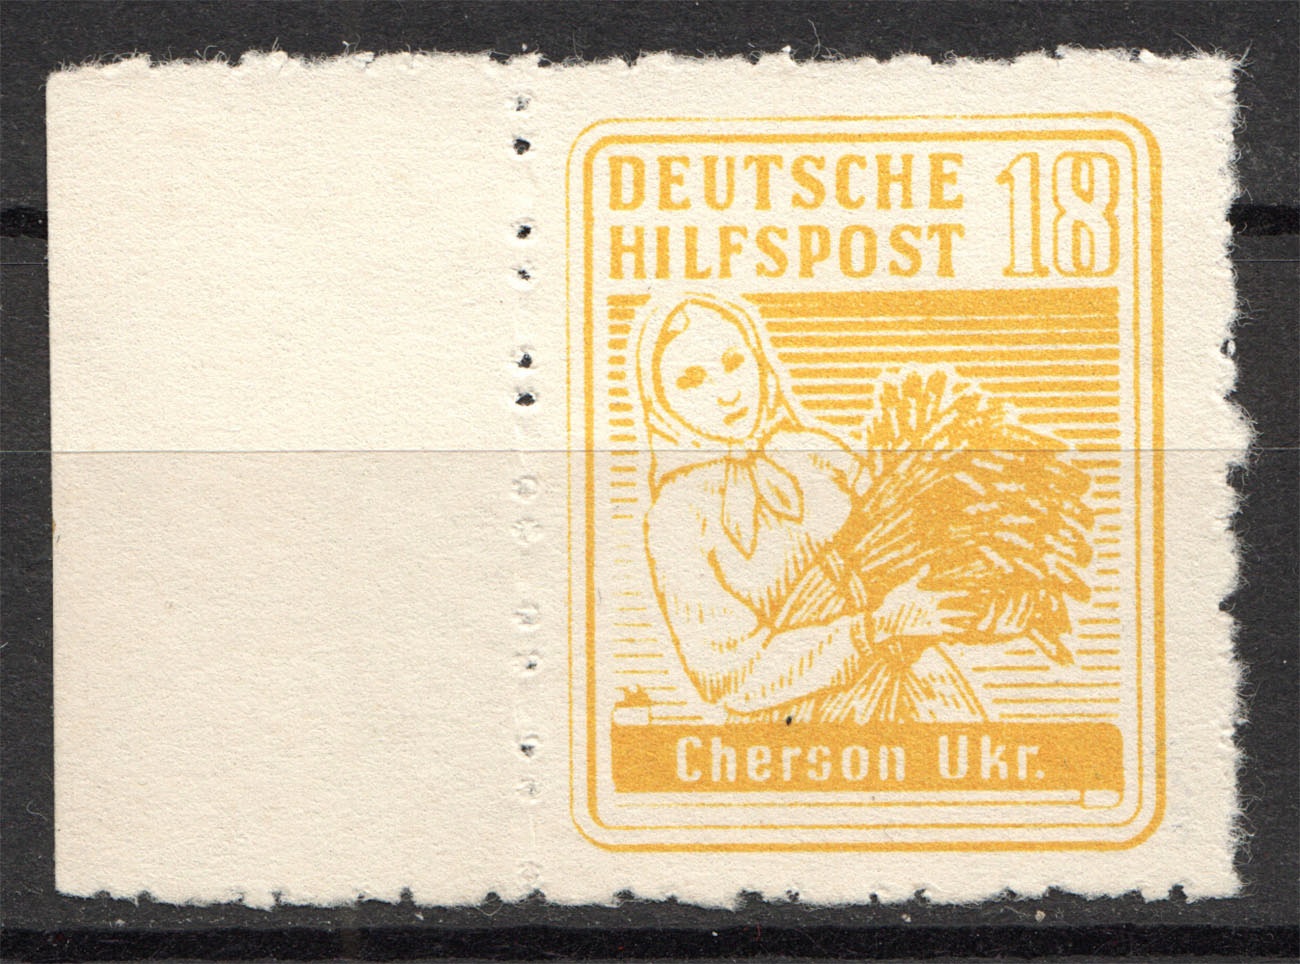 DEUTSCHE
HILFSPOST
18
Cherson Ukr.